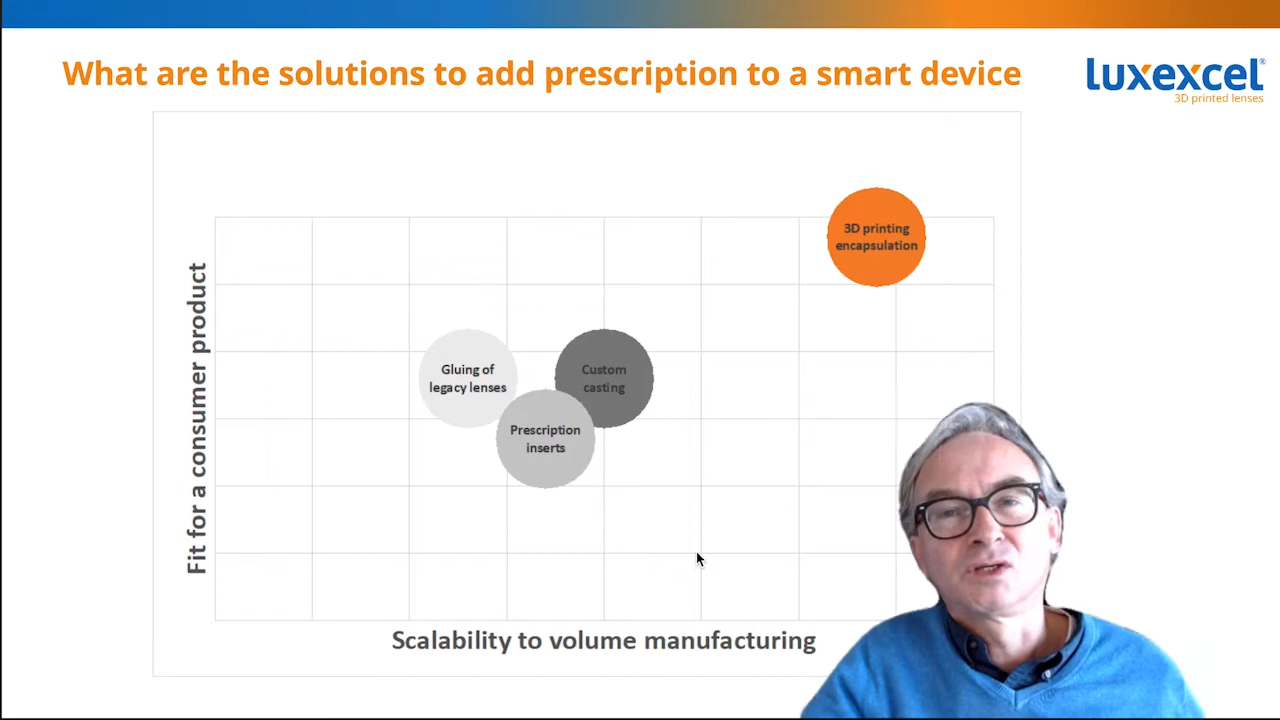 What are the solutions to add prescription to a smart device
luxexcel®
3D printed lenses
3D printing
encapsulation
Gluing of
legacy lenses
Custom
casting
Prescription
inserts
Fit for a consumer product
Scalability to volume manufacturing